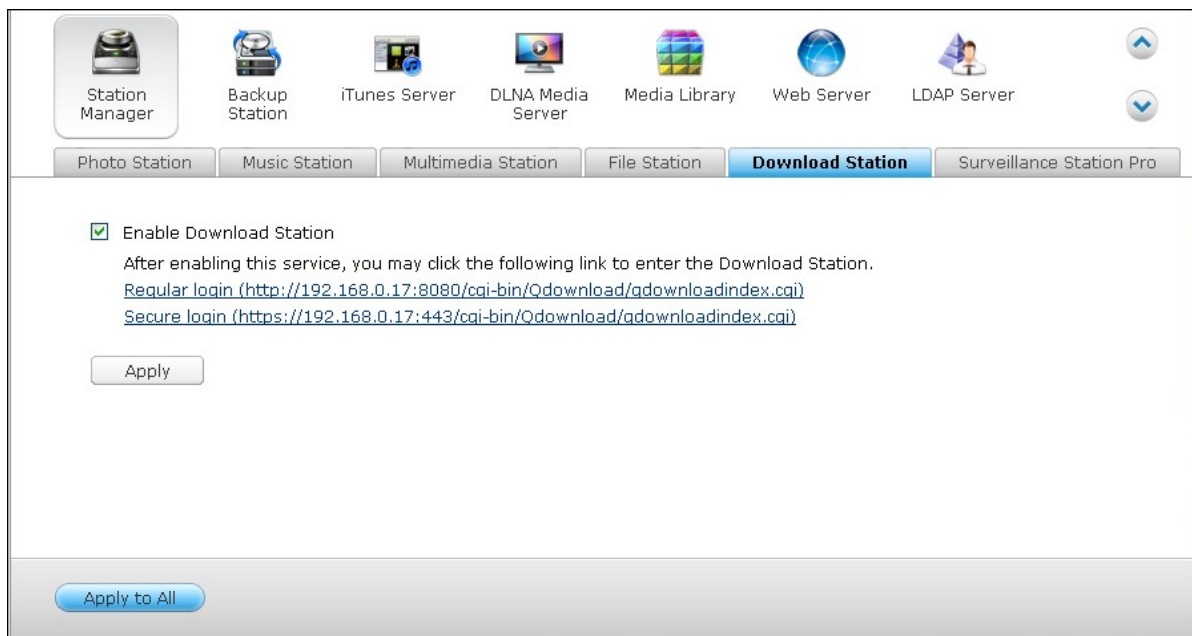 Station Manager
Backup Station
iTunes Server
DLNA Media Server
Media Library
Web Server
LDAP Server
Photo Station
Music Station
Multimedia Station
File Station
Download Station
Surveillance Station Pro
Enable Download Station
After enabling this service, you may click the following link to enter the Download Station.
Regular login (http://192.168.0.17:8080/cgi-bin/Qdownload/qdownloadindex.cgi)
Secure login (https://192.168.0.17:443/cgi-bin/Qdownload/qdownloadindex.cgi)
Apply
Apply to All